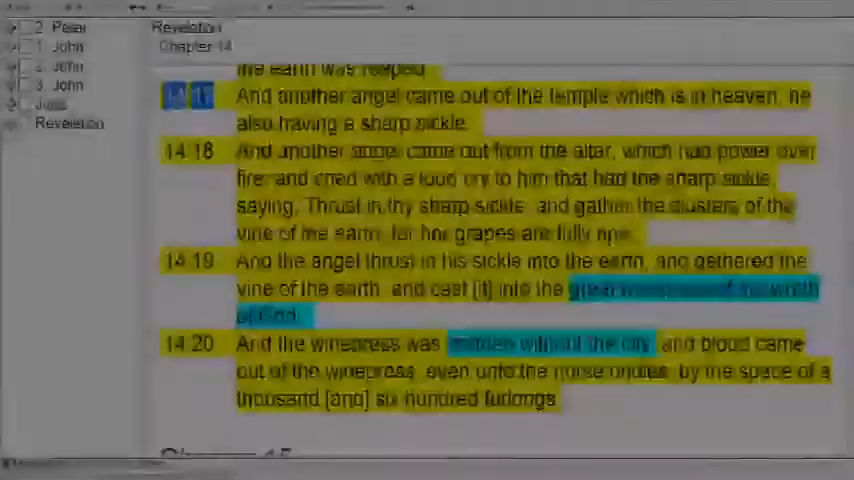 2. Peter
1. John
2. John
3. John
Jude
Revelation
Revelation
Chapter 14
the earth was reaped.
14:17 And another angel came out of the temple which is in heaven, he
also having a sharp sickle.
14:18 And another angel came out from the altar, which had power over
fire; and cried with a loud cry to him that had the sharp sickle,
saying, Thrust in thy sharp sickle, and gather the clusters of the
vine of the earth; for her grapes are fully ripe.
14:19 And the angel thrust in his sickle into the earth, and gathered the
vine of the earth, and cast [it] into the great winepress of the wrath
of God.
14:20 And the winepress was trodden without the city, and blood came
out of the winepress, even unto the horse bridles, by the space of a
thousand [and] six hundred furlongs.